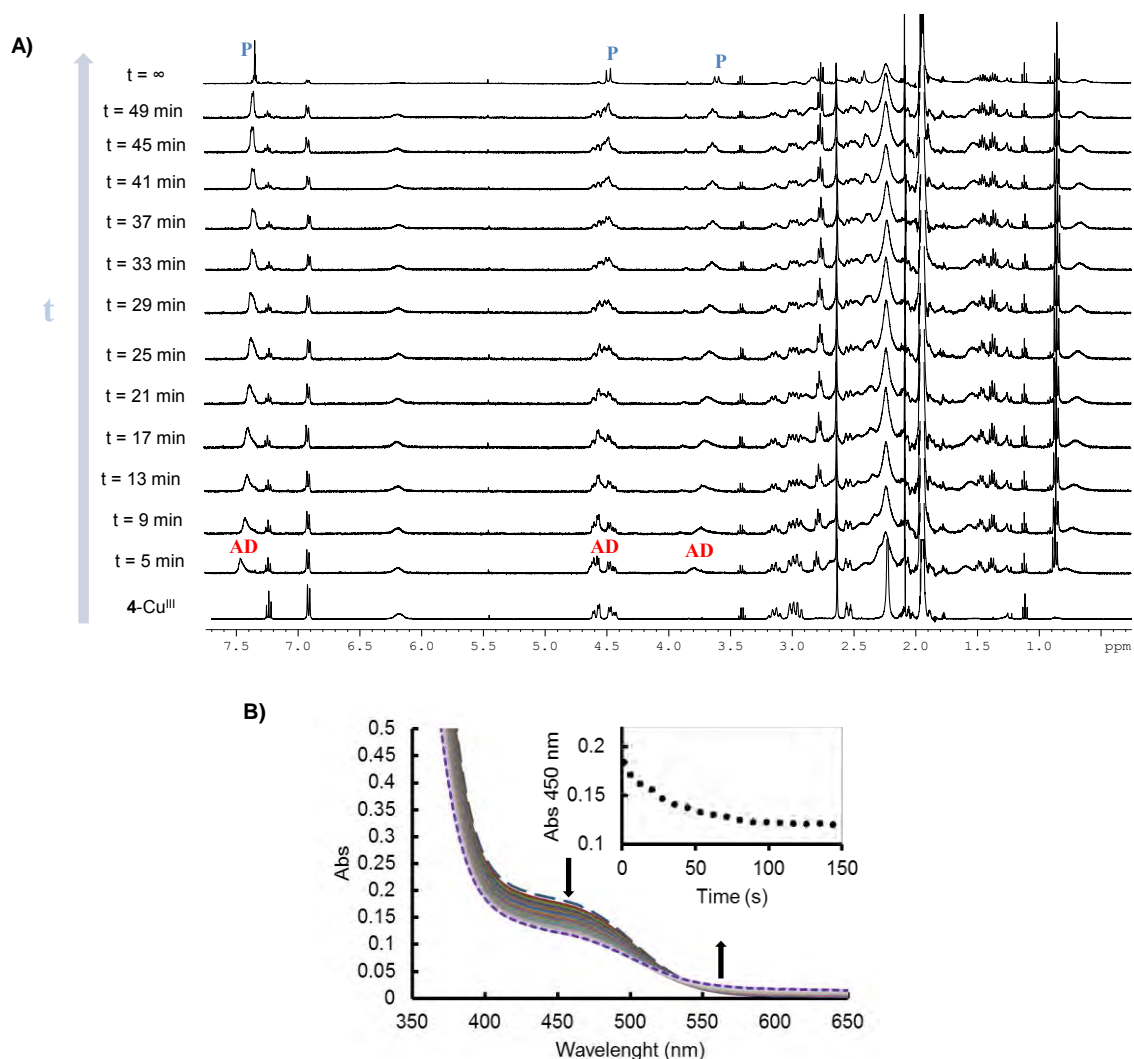 A)
P
P
P
t = ∞
t = 49 min
t = 45 min
t = 41 min
t = 37 min
t = 33 min
t = 29 min
t
t = 25 min
t = 21 min
t = 17 min
t = 13 min
t = 9 min
AD
AD
AD
t = 5 min
4-Cuᴵᴵᴵ
7.5 7.0 6.5 6.0 5.5 5.0 4.5 4.0 3.5 3.0 2.5 2.0 1.5 1.0 ppm
B)
0.5
0.45
0.4
0.35
0.3
0.25
0.2
0.15
0.1
0.05
0
Abs
350 400 450 500 550 600 650
Wavelenght (nm)
0.2
0.15
0.1
Abs 450 nm
0 50 100 150
Time (s)